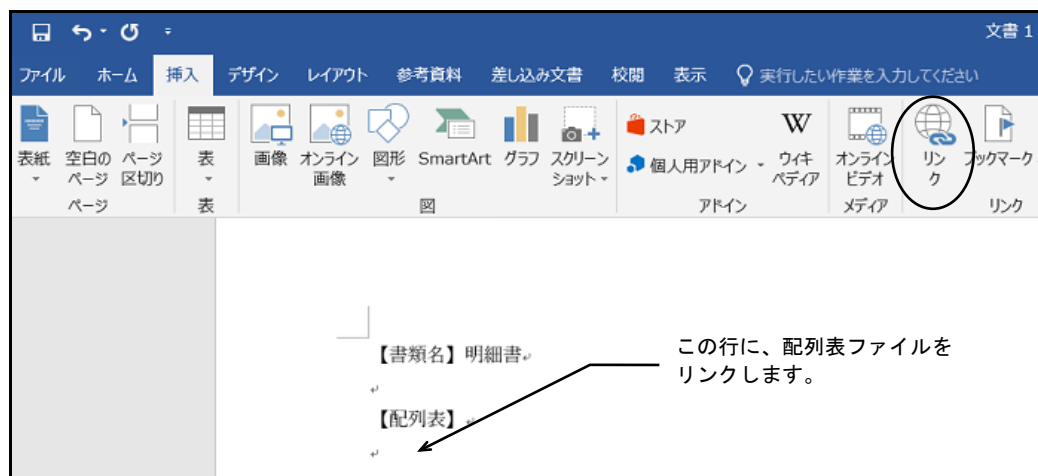 文書 1
ファイル ホーム 挿入 デザイン レイアウト 参考資料 差し込み文書 校閲 表示 実行したい作業を入力してください
表紙 空白の ページ 表 画像 オンライン 図形 SmartArt グラフ スクリーン ストア W ウィキ オンライン リン ブックマーク
ページ 区切り 画像 ショット 個人用アドイン ペディア ビデオ ク
ページ 表 図 アドイン メディア リンク
【書類名】明細書
この行に、配列表ファイルを
リンクします。
【配列表】